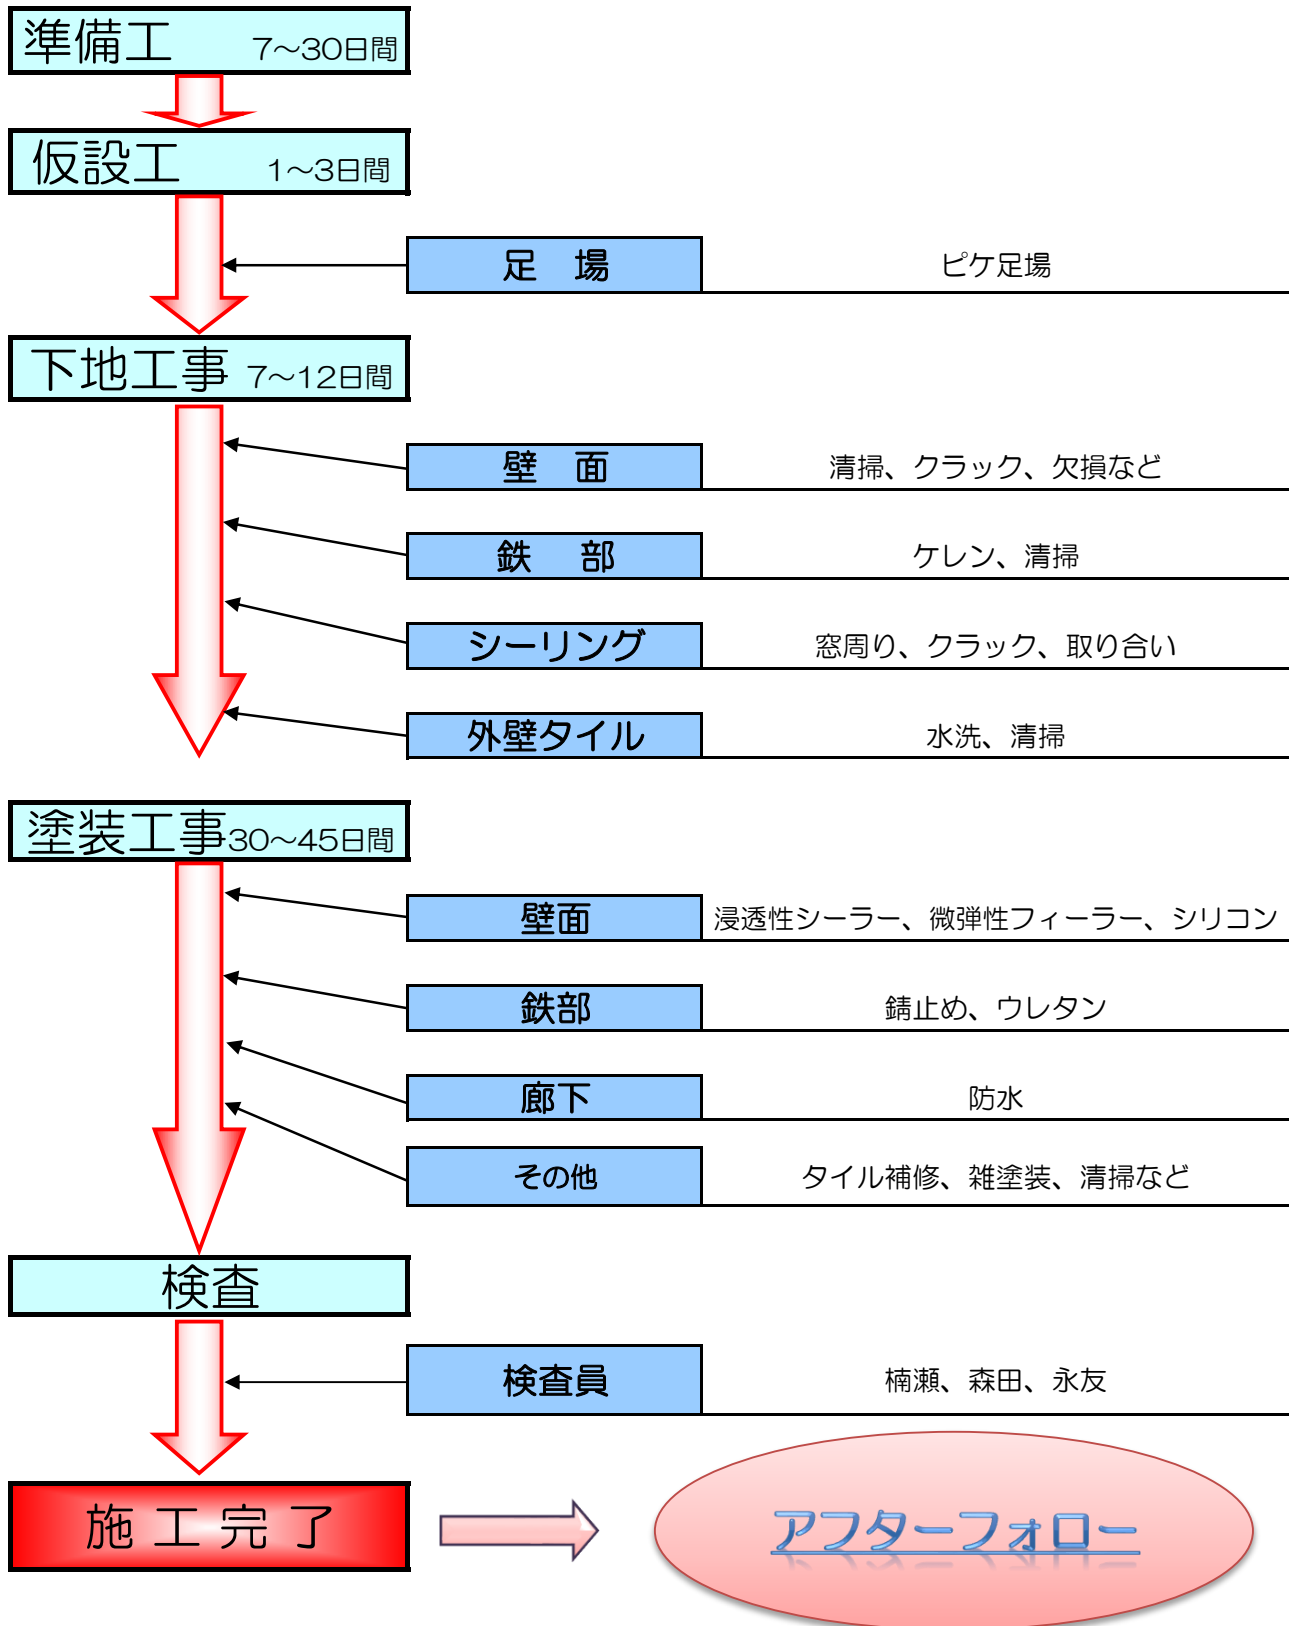 準備工 7～30日間
仮設工 1～3日間
足 場 ピケ足場
下地工事 7～12日間
壁 面 清掃、クラック、欠損など
鉄 部 ケレン、清掃
シーリング 窓周り、クラック、取り合い
外壁タイル 水洗、清掃
塗装工事 30～45日間
壁面 浸透性シーラー、微弾性フィーラー、シリコン
鉄部 錆止め、ウレタン
廊下 防水
その他 タイル補修、雑塗装、清掃など
検査
検査員 楠瀬、森田、永友
施工完了
アフターフォロー